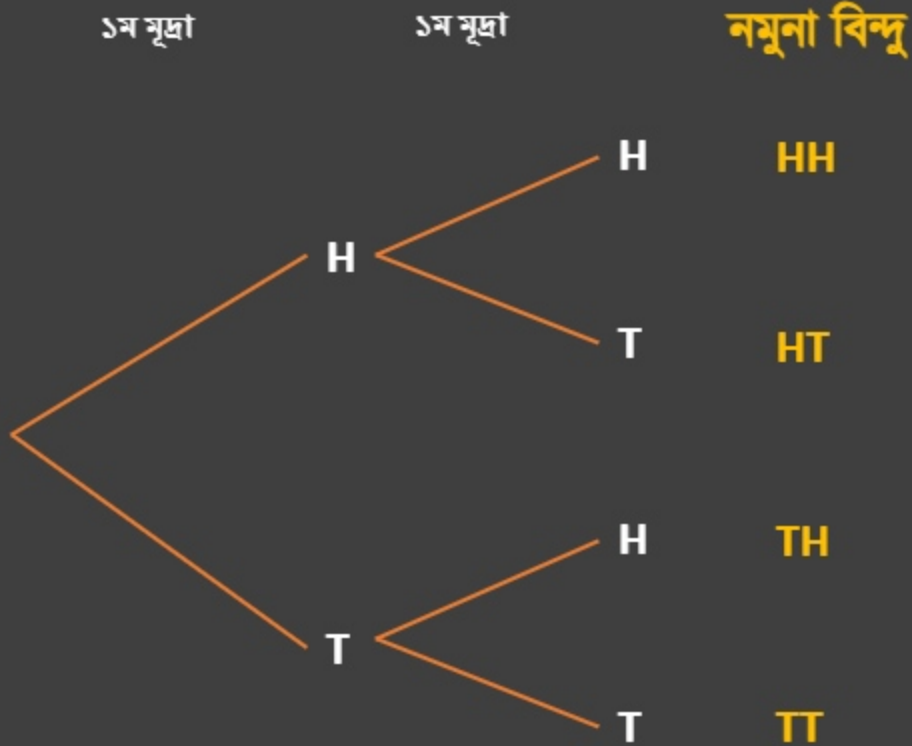 ১ম মূদ্রা ১ম মূদ্রা নমুনা বিন্দু
H HH
H
T HT
H TH
T
T TT